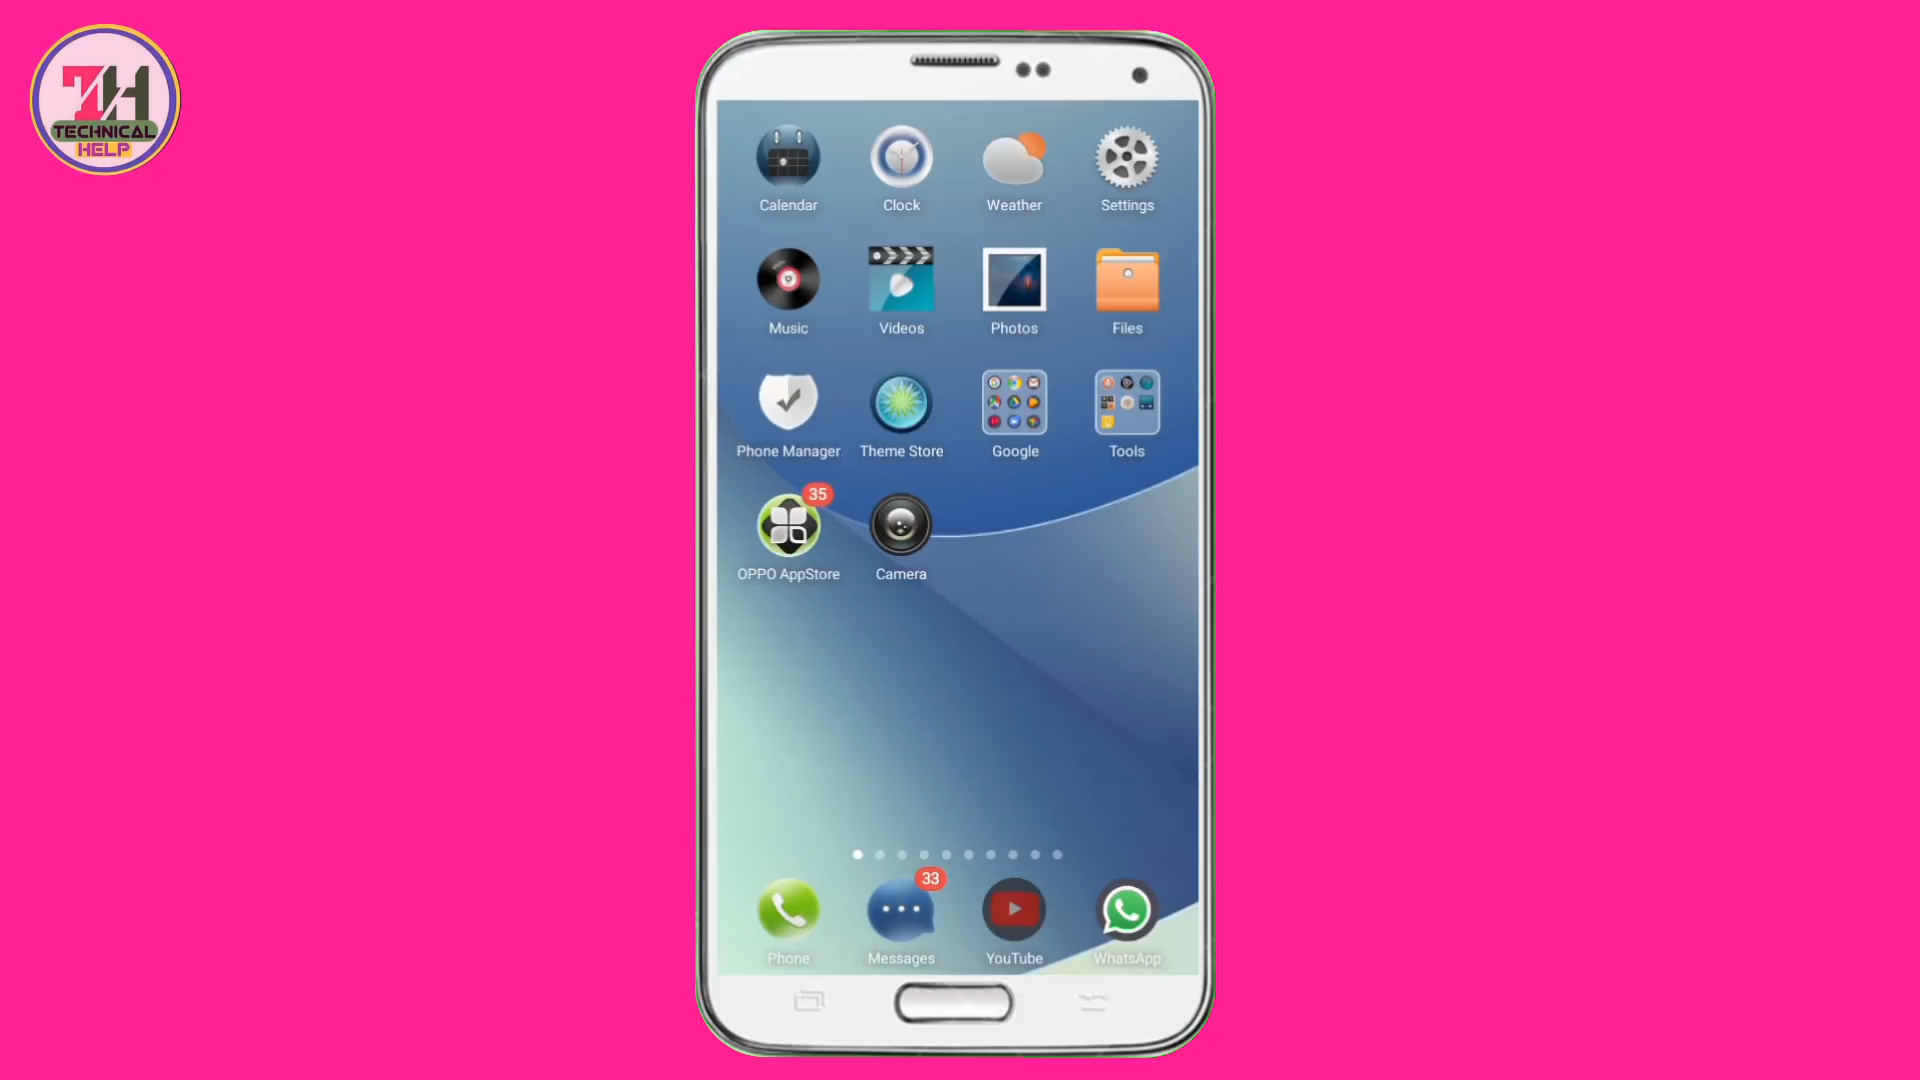 TH
TECHNICAL
HELP
Calendar Clock Weather Settings
Music Videos Photos Files
Phone Manager Theme Store Google Tools
35
OPPO AppStore Camera
33
Phone Messages YouTube WhatsApp